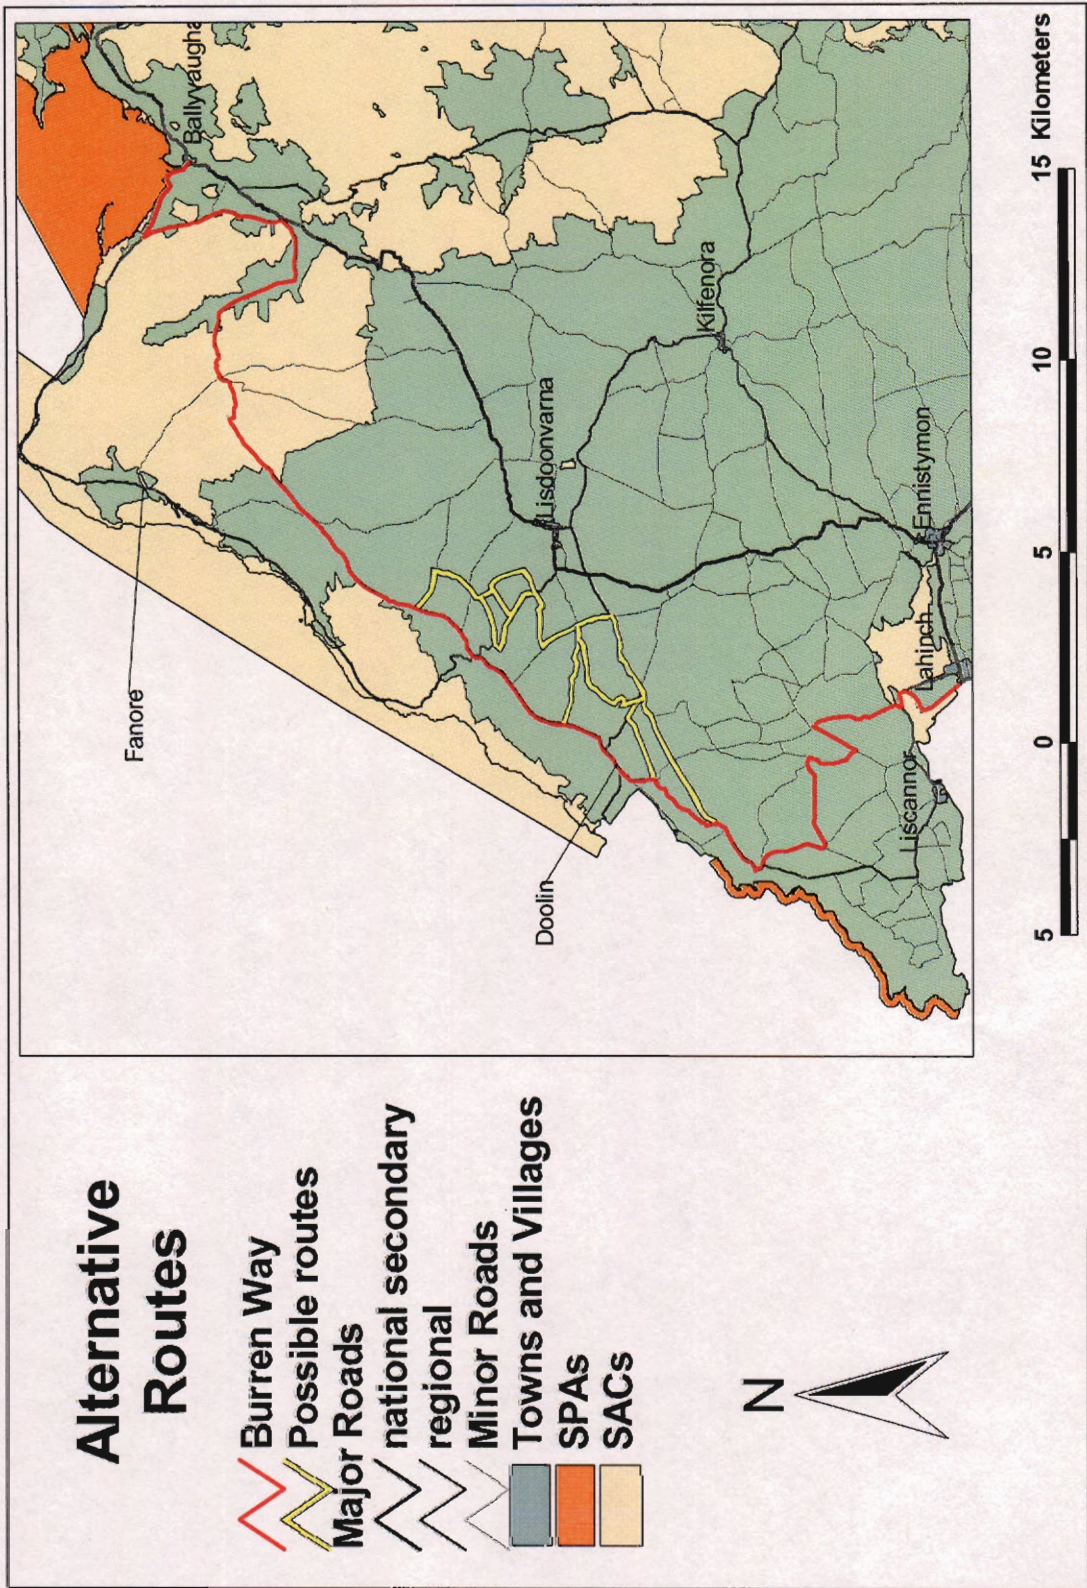 Alternative
Routes
Burren Way
Possible routes
Major Roads
national secondary
regional
Minor Roads
Towns and Villages
SPAs
SACs
N
Fanore
Ballyvaugha
Doolin
Lisdoonvarna
Kilfenora
Liscannor
Lahinch
Ennistymon
5 0 5 10 15 Kilometers